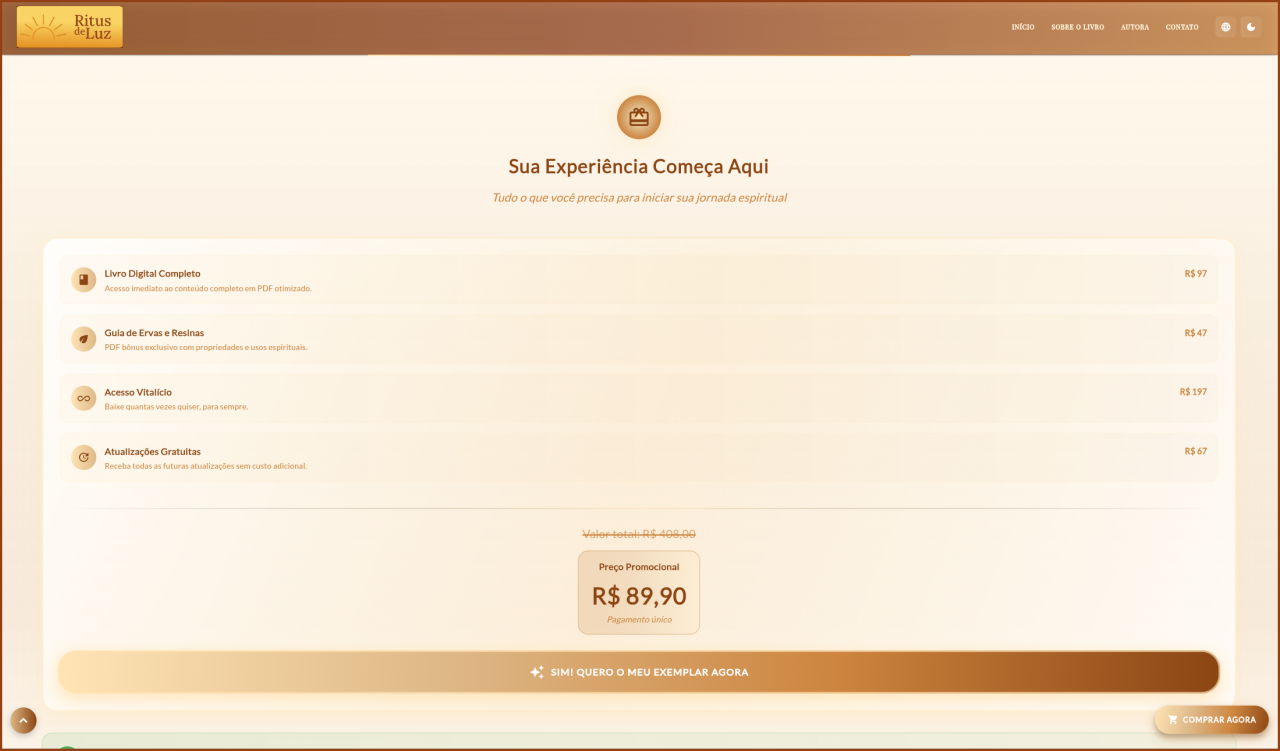 Ritus
deLuz
INÍCIO SOBRE O LIVRO AUTORA CONTATO
Sua Experiência Começa Aqui
Tudo o que você precisa para iniciar sua jornada espiritual
Livro Digital Completo R$ 97
Acesso imediato ao conteúdo completo em PDF otimizado.
Guia de Ervas e Resinas R$ 47
PDF bônus exclusivo com propriedades e usos espirituais.
Acesso Vitalício R$ 197
Baixe quantas vezes quiser, para sempre.
Atualizações Gratuitas R$ 67
Receba todas as futuras atualizações sem custo adicional.
Valor total: R$ 408,00
Preço Promocional
R$ 89,90
Pagamento único
SIM! QUERO O MEU EXEMPLAR AGORA
COMPRAR AGORA